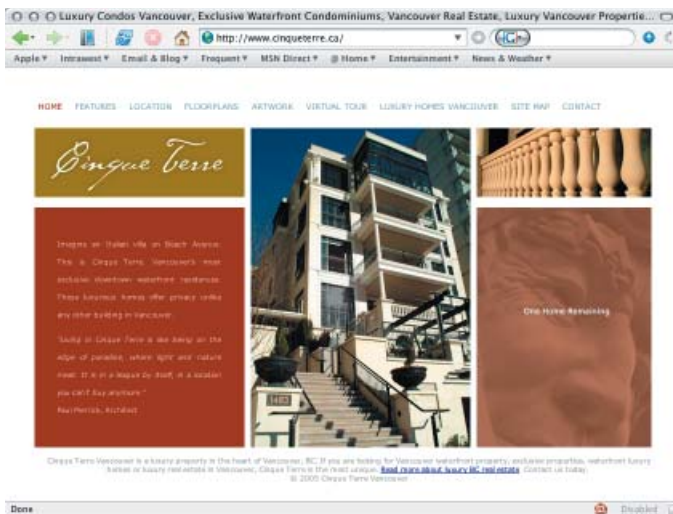 Luxury Condos Vancouver, Exclusive Waterfront Condominiums, Vancouver Real Estate, Luxury Vancouver Propertie...
http://www.cinqueterre.ca/
Apple Intrawest Email & Blog Frequent MSN Direct @ Home Entertainment News & Weather
HOME FEATURES LOCATION FLOORPLANS ARTWORK VIRTUAL TOUR LUXURY HOMES VANCOUVER SITE MAP CONTACT
Cinque Terre
Imagine an Italian villa on Beach Avenue.
This is Cinque Terre, Vancouver's most
exclusive downtown waterfront residences.
These luxurious homes offer privacy unlike
any other building in Vancouver.
"Living in Cinque Terre is like being on the
edge of paradise, where light and nature
meet. It is in a league by itself, in a location
you can't buy anymore."
Paul Merrick, Architect
1483
One Home Remaining
Cinque Terre Vancouver is a luxury property in the heart of Vancouver, BC. If you are looking for Vancouver waterfront property, exclusive properties, waterfront luxury
homes or luxury real estate in Vancouver, Cinque Terre is the most unique. Read more about luxury BC real estate. Contact us today.
© 2005 Cinque Terre Vancouver
Done
Disabled